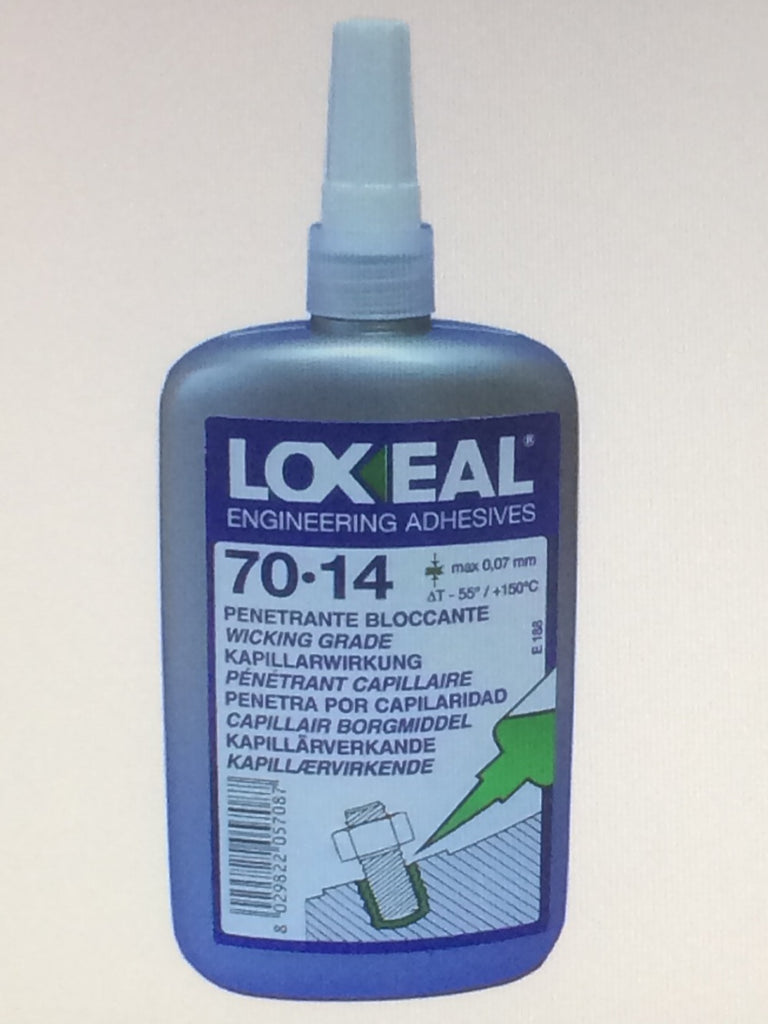 LOXEAL®
ENGINEERING ADHESIVES
70·14
max 0,07 mm
ΔT - 55° / +150°C
PENETRANTE BLOCCANTE
WICKING GRADE
KAPILLARWIRKUNG
PÉNÉTRANT CAPILLAIRE
PENETRA POR CAPILARIDAD
CAPILLAIR BORGMIDDEL
KAPILLÄRVERKANDE
KAPILLÆRVIRKENDE
E 188
8 029822 057087